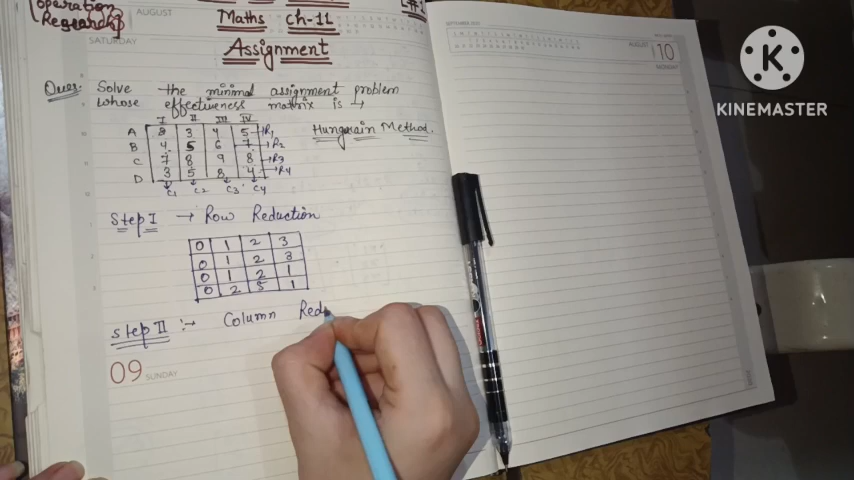 operation
Research
AUGUST
Maths ch-11
SATURDAY
Assignment
Ques. Solve the minimal assignment problem
whose effectiveness matrix is →
I II III IV
A 2 3 4 5 → R1
B 4 5 6 7 → R2
C 7 8 9 8 → R3
D 3 5 8 4 → R4
C1 C2 C3 C4
Hungrain Method.
Step I → Row Reduction
0 1 2 3
0 1 2 3
0 1 2 1
0 2 5 1
Step II :→ Column Red
09 SUNDAY
AUGUST 10
MONDAY
K
KINEMASTER